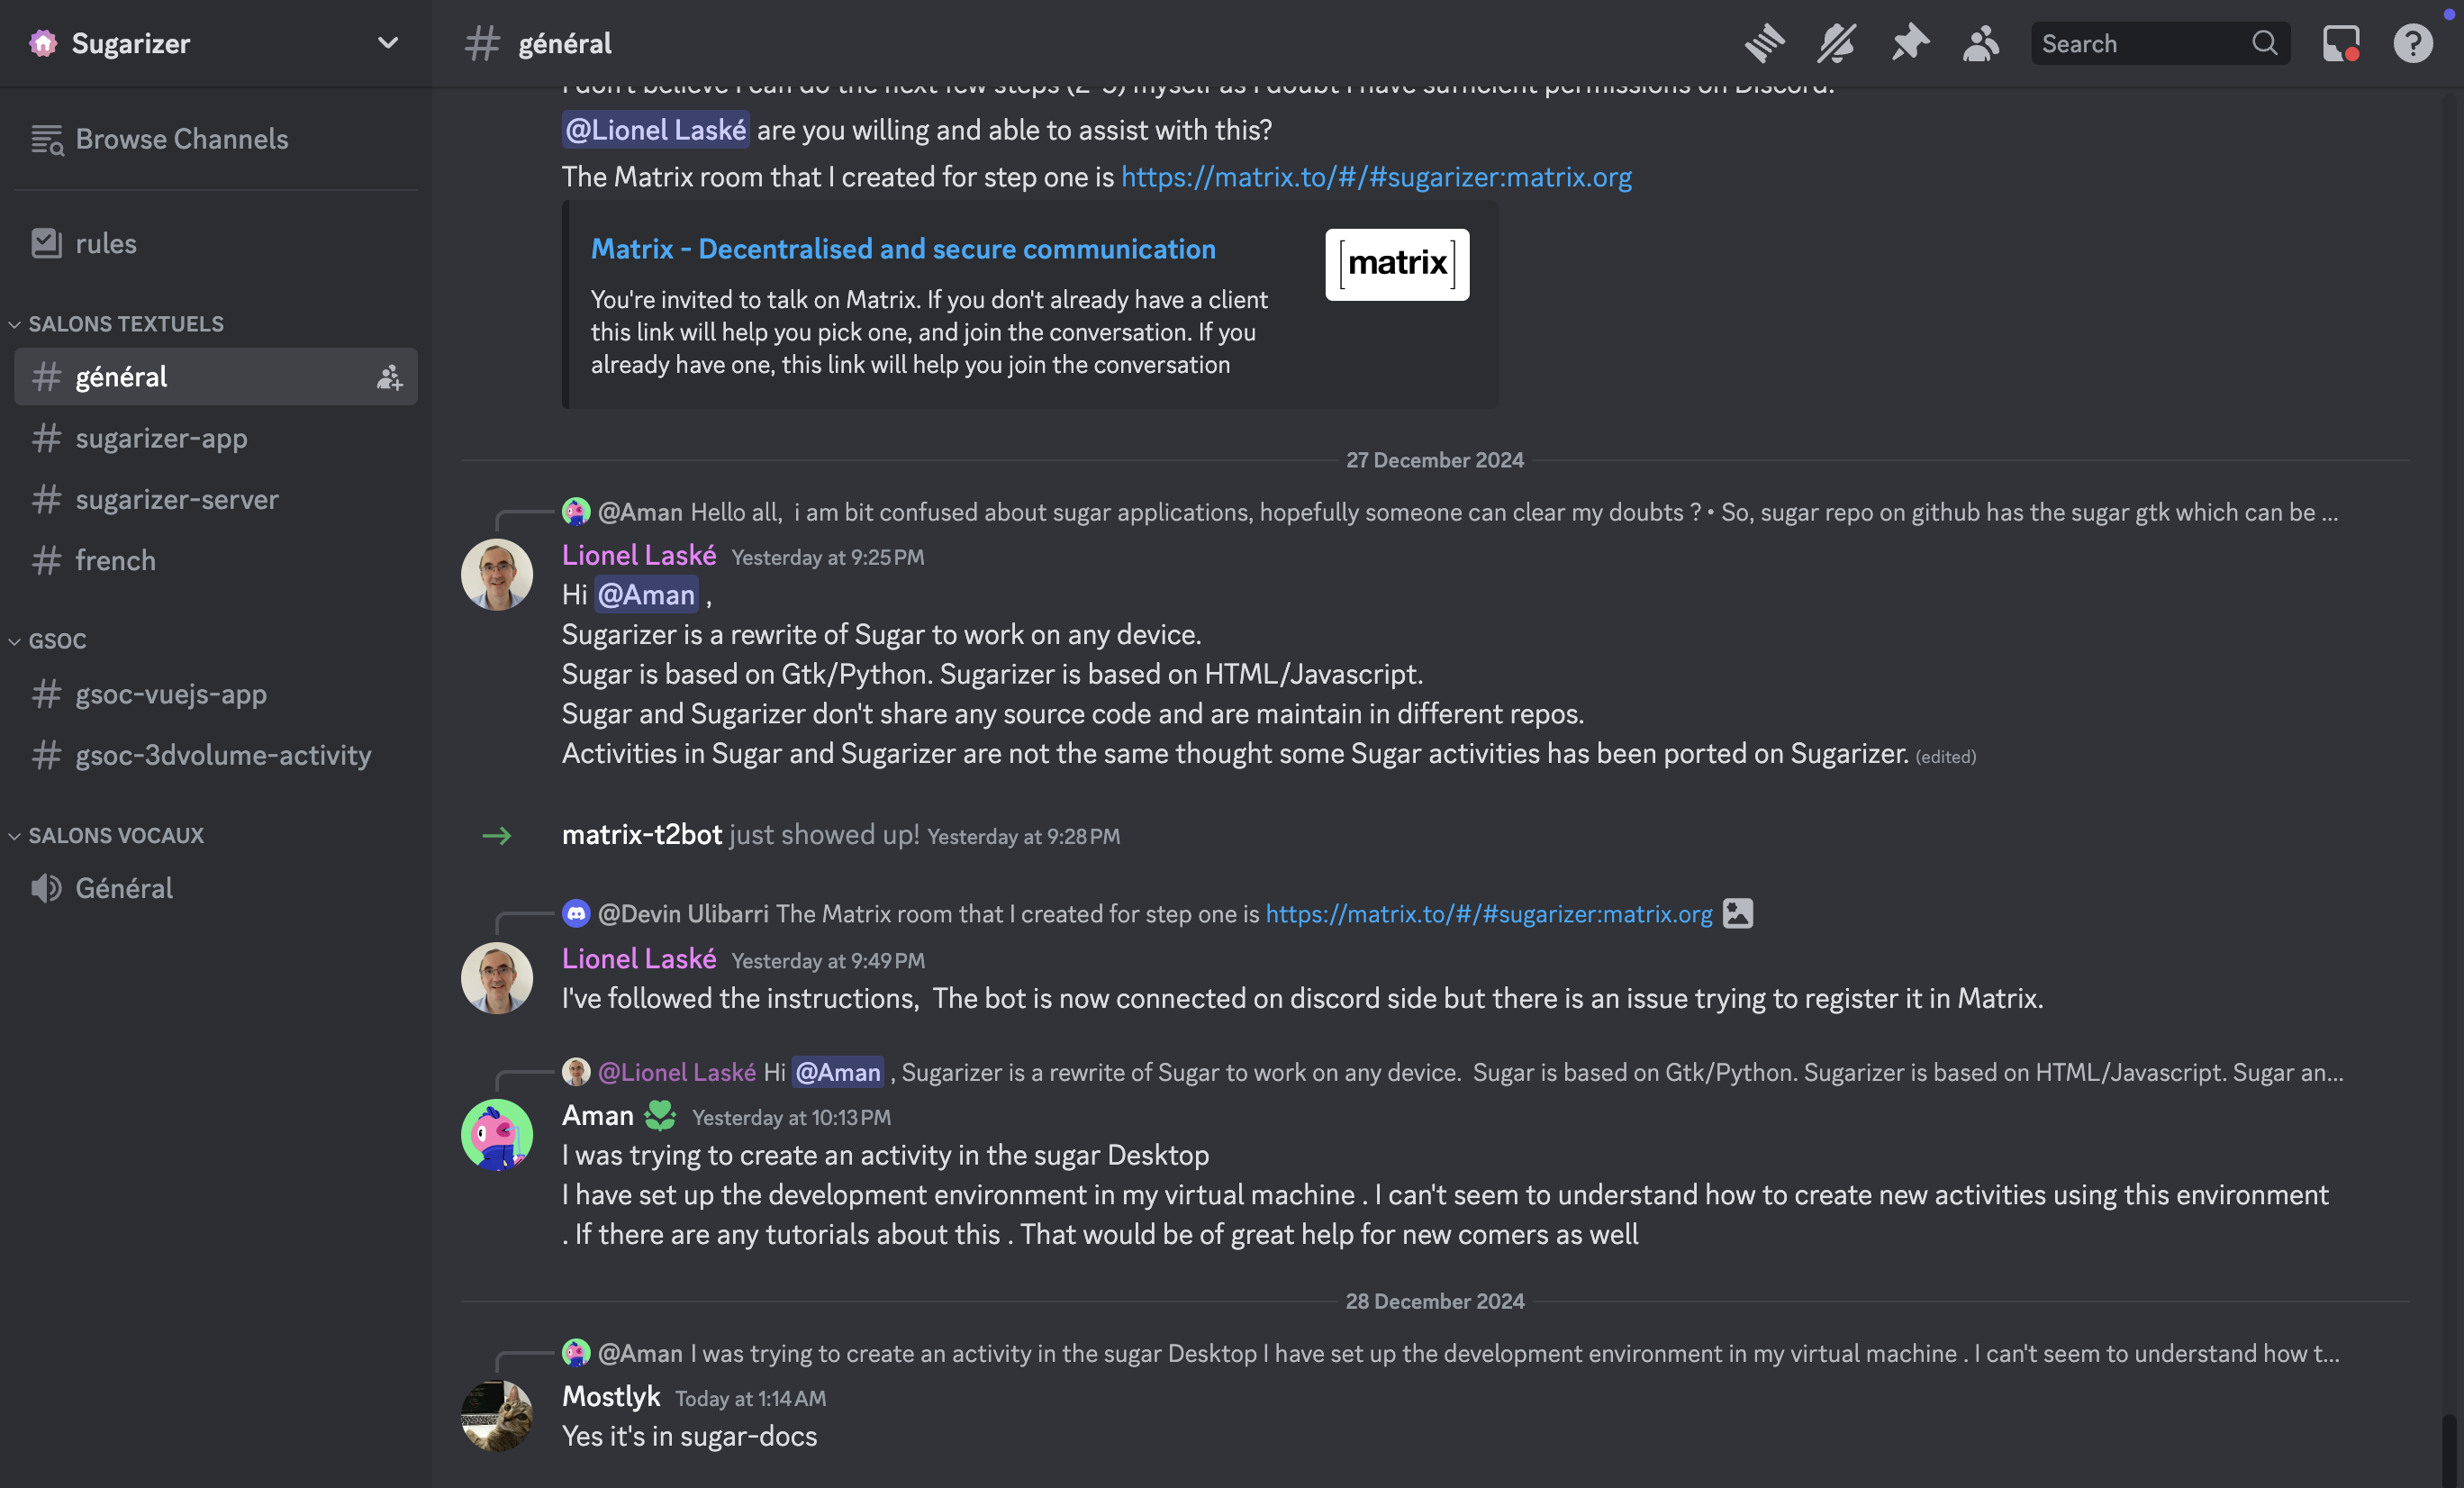 Sugarizer
Browse Channels
rules
SALONS TEXTUELS
général
sugarizer-app
sugarizer-server
french
GSOC
gsoc-vuejs-app
gsoc-3dvolume-activity
SALONS VOCAUX
Général
général
Search
I don't believe I can do the next few steps (2-5) myself as I doubt I have sufficient permissions on Discord.
@Lionel Laské are you willing and able to assist with this?
The Matrix room that I created for step one is https://matrix.to/#/#sugarizer:matrix.org
Matrix - Decentralised and secure communication
[matrix]
You're invited to talk on Matrix. If you don't already have a client
this link will help you pick one, and join the conversation. If you
already have one, this link will help you join the conversation
27 December 2024
@Aman Hello all,  i am bit confused about sugar applications, hopefully someone can clear my doubts ? • So, sugar repo on github has the sugar gtk which can be ...
Lionel Laské Yesterday at 9:25 PM
Hi @Aman ,
Sugarizer is a rewrite of Sugar to work on any device.
Sugar is based on Gtk/Python. Sugarizer is based on HTML/Javascript.
Sugar and Sugarizer don't share any source code and are maintain in different repos.
Activities in Sugar and Sugarizer are not the same thought some Sugar activities has been ported on Sugarizer. (edited)
matrix-t2bot just showed up! Yesterday at 9:28 PM
@Devin Ulibarri The Matrix room that I created for step one is https://matrix.to/#/#sugarizer:matrix.org
Lionel Laské Yesterday at 9:49 PM
I've followed the instructions,  The bot is now connected on discord side but there is an issue trying to register it in Matrix.
@Lionel Laské Hi @Aman , Sugarizer is a rewrite of Sugar to work on any device.  Sugar is based on Gtk/Python. Sugarizer is based on HTML/Javascript. Sugar an...
Aman Yesterday at 10:13 PM
I was trying to create an activity in the sugar Desktop
I have set up the development environment in my virtual machine . I can't seem to understand how to create new activities using this environment
. If there are any tutorials about this . That would be of great help for new comers as well
28 December 2024
@Aman I was trying to create an activity in the sugar Desktop I have set up the development environment in my virtual machine . I can't seem to understand how t...
Mostlyk Today at 1:14 AM
Yes it's in sugar-docs